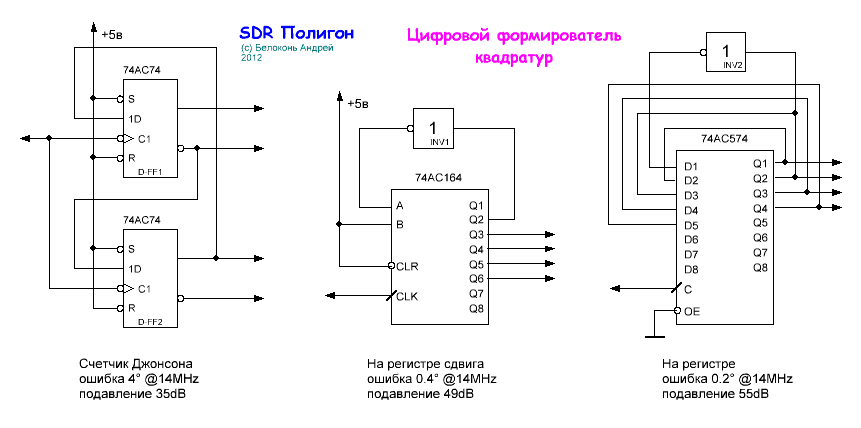 SDR Полигон
(c) Белоконь Андрей
2012
Цифровой формирователь
квадратур
+5в
74AC74
S
1D
C1
R
D-FF1
74AC74
S
1D
C1
R
D-FF2
Счетчик Джонсона
ошибка 4° @14MHz
подавление 35dB
+5в
1
INV1
74AC164
A
B
CLR
CLK
Q1
Q2
Q3
Q4
Q5
Q6
Q7
Q8
На регистре сдвига
ошибка 0.4° @14MHz
подавление 49dB
1
INV2
74AC574
D1
D2
D3
D4
D5
D6
D7
D8
C
OE
Q1
Q2
Q3
Q4
Q5
Q6
Q7
Q8
На регистре
ошибка 0.2° @14MHz
подавление 55dB